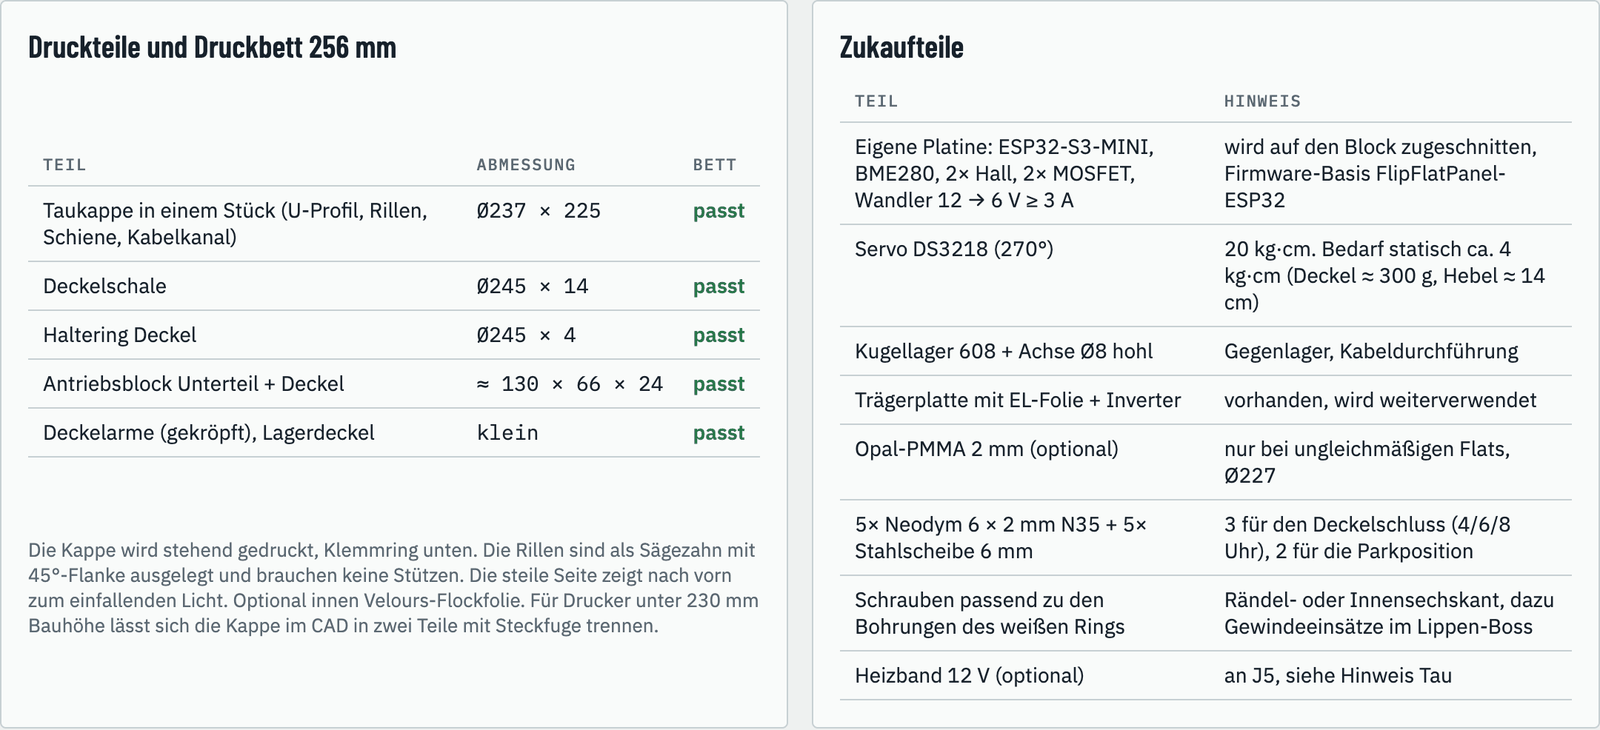 Druckteile und Druckbett 256 mm
TEIL ABMESSUNG BETT
Taukappe in einem Stück (U-Profil, Rillen, Ø237 × 225 passt
Schiene, Kabelkanal)
Deckelschale Ø245 × 14 passt
Haltering Deckel Ø245 × 4 passt
Antriebsblock Unterteil + Deckel ≈ 130 × 66 × 24 passt
Deckelarme (gekröpft), Lagerdeckel klein passt
Die Kappe wird stehend gedruckt, Klemmring unten. Die Rillen sind als Sägezahn mit
45°-Flanke ausgelegt und brauchen keine Stützen. Die steile Seite zeigt nach vorn
zum einfallenden Licht. Optional innen Velours-Flockfolie. Für Drucker unter 230 mm
Bauhöhe lässt sich die Kappe im CAD in zwei Teile mit Steckfuge trennen.
Zukaufteile
TEIL HINWEIS
Eigene Platine: ESP32-S3-MINI, wird auf den Block zugeschnitten,
BME280, 2× Hall, 2× MOSFET, Firmware-Basis FlipFlatPanel-
Wandler 12 → 6 V ≥ 3 A ESP32
Servo DS3218 (270°) 20 kg·cm. Bedarf statisch ca. 4
kg·cm (Deckel ≈ 300 g, Hebel ≈ 14
cm)
Kugellager 608 + Achse Ø8 hohl Gegenlager, Kabeldurchführung
Trägerplatte mit EL-Folie + Inverter vorhanden, wird weiterverwendet
Opal-PMMA 2 mm (optional) nur bei ungleichmäßigen Flats,
Ø227
5× Neodym 6 × 2 mm N35 + 5× 3 für den Deckelschluss (4/6/8
Stahlscheibe 6 mm Uhr), 2 für die Parkposition
Schrauben passend zu den Rändel- oder Innensechskant, dazu
Bohrungen des weißen Rings Gewindeeinsätze im Lippen-Boss
Heizband 12 V (optional) an J5, siehe Hinweis Tau